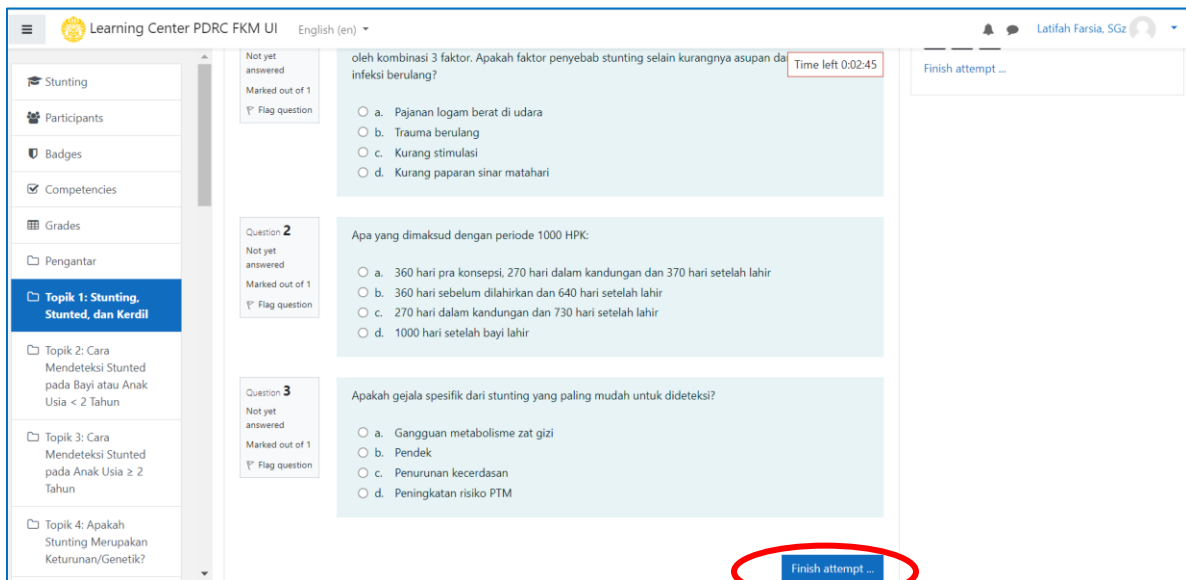 Learning Center PDRC FKM UI
English (en)
Latifah Farsia, SGz
Stunting
Participants
Badges
Competencies
Grades
Pengantar
Topik 1: Stunting,
Stunted, dan Kerdil
Topik 2: Cara
Mendeteksi Stunted
pada Bayi atau Anak
Usia < 2 Tahun
Topik 3: Cara
Mendeteksi Stunted
pada Anak Usia ≥ 2
Tahun
Topik 4: Apakah
Stunting Merupakan
Keturunan/Genetik?
Not yet
answered
Marked out of 1
Flag question
oleh kombinasi 3 faktor. Apakah faktor penyebab stunting selain kurangnya asupan
infeksi berulang?
Time left 0:02:45
a. Pajanan logam berat di udara
b. Trauma berulang
c. Kurang stimulasi
d. Kurang paparan sinar matahari
Question 2
Not yet
answered
Marked out of 1
Flag question
Apa yang dimaksud dengan periode 1000 HPK:
a. 360 hari pra konsepsi, 270 hari dalam kandungan dan 370 hari setelah lahir
b. 360 hari sebelum dilahirkan dan 640 hari setelah lahir
c. 270 hari dalam kandungan dan 730 hari setelah lahir
d. 1000 hari setelah bayi lahir
Question 3
Not yet
answered
Marked out of 1
Flag question
Apakah gejala spesifik dari stunting yang paling mudah untuk dideteksi?
a. Gangguan metabolisme zat gizi
b. Pendek
c. Penurunan kecerdasan
d. Peningkatan risiko PTM
Finish attempt ...
Finish attempt ...